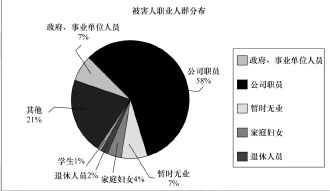 被害人职业人群分布
政府、事业单位人员
7%
公司职员
58%
其他
21%
学生1%
退休人员2%
家庭妇女4%
暂时无业
7%
政府、事业单位人员
公司职员
暂时无业
家庭妇女
退休人员